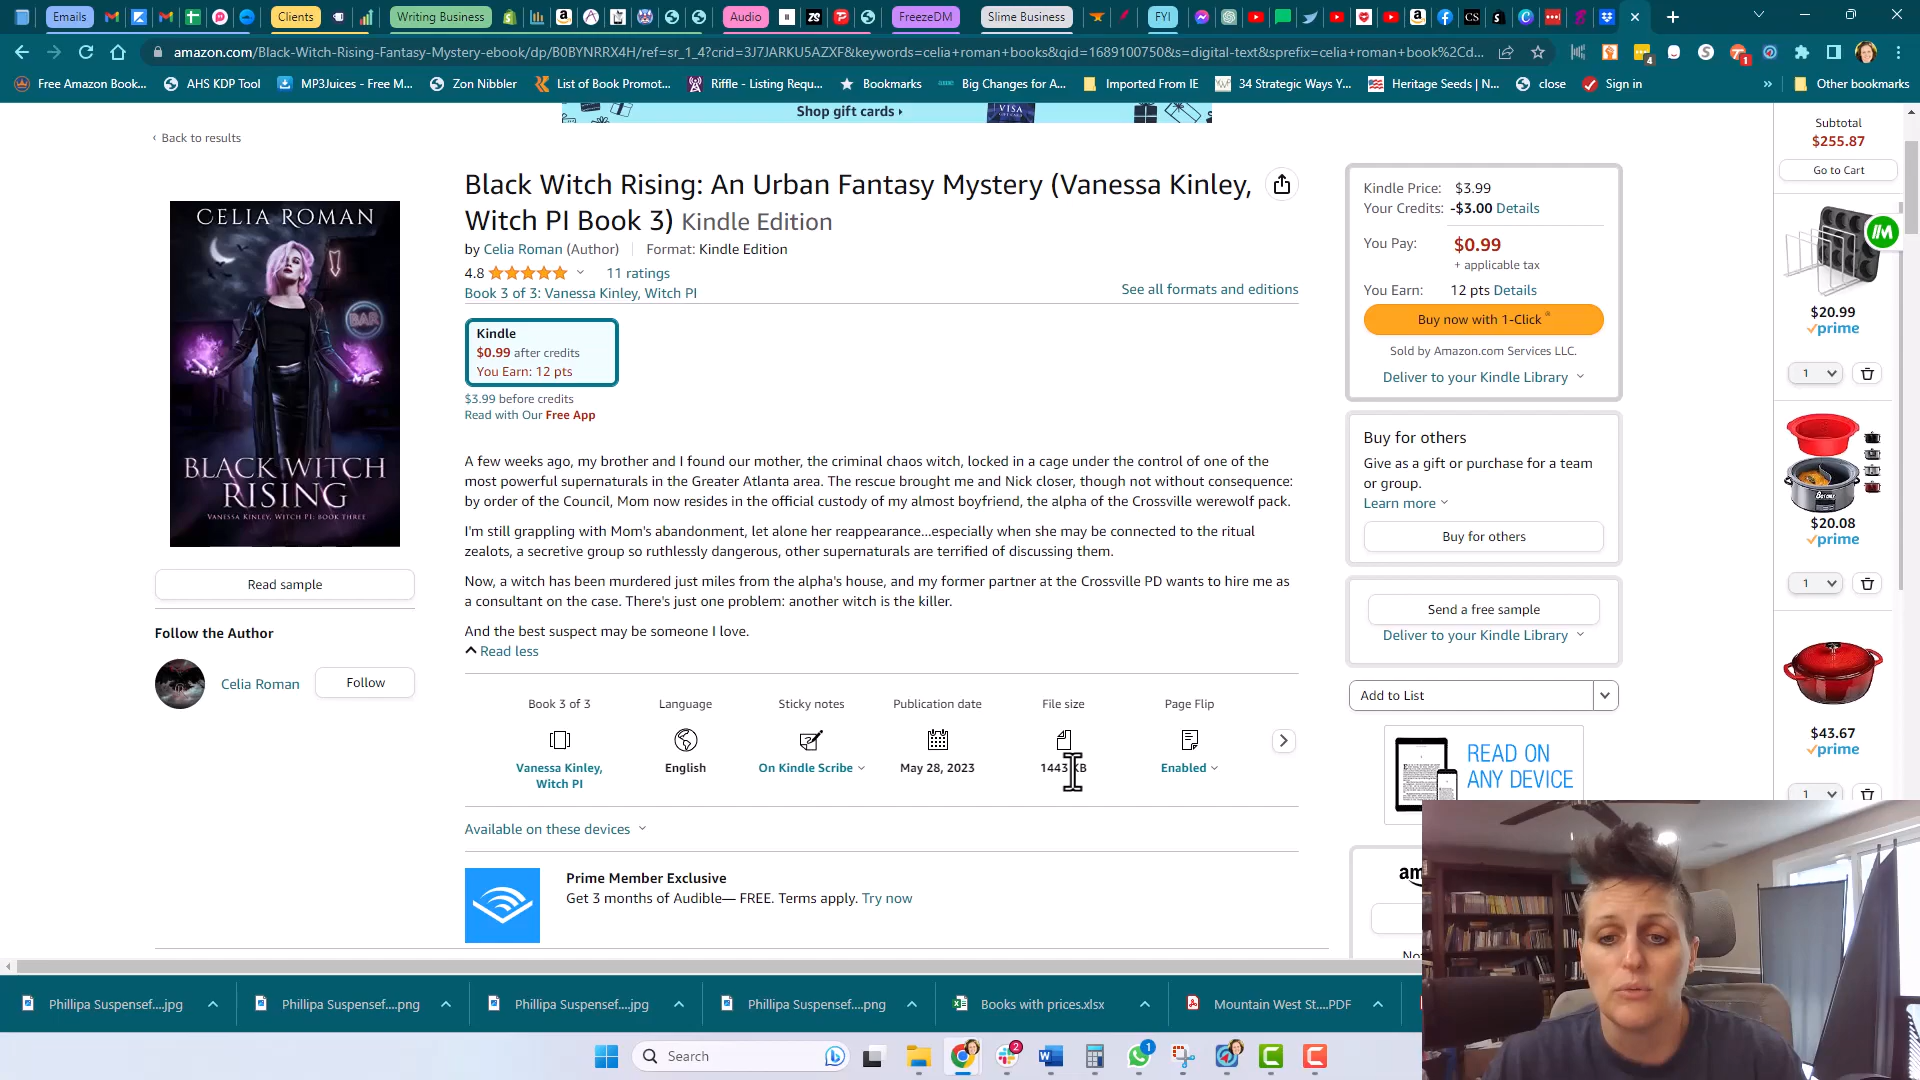 Emails
Clients
Writing Business
Audio
FreezeDM
Slime Business
FYI
amazon.com/Black-Witch-Rising-Fantasy-Mystery-ebook/dp/B0BYNRRX4H/ref=sr_1_4?crid=3J7JARKU5AZXF&keywords=celia+roman+books&qid=1689100750&s=digital-text&sprefix=celia+roman+book%2Cd...
Free Amazon Book...
AHS KDP Tool
MP3Juices - Free M...
Zon Nibbler
List of Book Promot...
Riffle - Listing Requ...
Bookmarks
Big Changes for A...
Imported From IE
34 Strategic Ways Y...
Heritage Seeds | N...
close
Sign in
Other bookmarks
Shop gift cards
VISA
‹ Back to results
CELIA ROMAN
BAR
BLACK WITCH
RISING
VANESSA KINLEY, WITCH PI: BOOK THREE
Read sample
Follow the Author
Celia Roman
Follow
Black Witch Rising: An Urban Fantasy Mystery (Vanessa Kinley,
Witch PI Book 3) Kindle Edition
by Celia Roman (Author) Format: Kindle Edition
4.8 11 ratings
Book 3 of 3: Vanessa Kinley, Witch PI
See all formats and editions
Kindle
$0.99 after credits
You Earn: 12 pts
$3.99 before credits
Read with Our Free App
A few weeks ago, my brother and I found our mother, the criminal chaos witch, locked in a cage under the control of one of the
most powerful supernaturals in the Greater Atlanta area. The rescue brought me and Nick closer, though not without consequence:
by order of the Council, Mom now resides in the official custody of my almost boyfriend, the alpha of the Crossville werewolf pack.
I'm still grappling with Mom's abandonment, let alone her reappearance...especially when she may be connected to the ritual
zealots, a secretive group so ruthlessly dangerous, other supernaturals are terrified of discussing them.
Now, a witch has been murdered just miles from the alpha's house, and my former partner at the Crossville PD wants to hire me as
a consultant on the case. There's just one problem: another witch is the killer.
And the best suspect may be someone I love.
Read less
Book 3 of 3
Vanessa Kinley,
Witch PI
Language
English
Sticky notes
On Kindle Scribe
Publication date
May 28, 2023
File size
1443 KB
Page Flip
Enabled
Available on these devices
Prime Member Exclusive
Get 3 months of Audible— FREE. Terms apply. Try now
Kindle Price: $3.99
Your Credits: -$3.00 Details
You Pay: $0.99
+ applicable tax
You Earn: 12 pts Details
Buy now with 1-Click ®
Sold by Amazon.com Services LLC.
Deliver to your Kindle Library
Buy for others
Give as a gift or purchase for a team
or group.
Learn more
Buy for others
Send a free sample
Deliver to your Kindle Library
Add to List
READ ON
ANY DEVICE
am
Subtotal
$255.87
Go to Cart
$20.99
prime
1
$20.08
prime
1
$43.67
prime
1
Phillipa Suspensef....jpg
Phillipa Suspensef....png
Phillipa Suspensef....jpg
Phillipa Suspensef....png
Books with prices.xlsx
Mountain West St....PDF
Search
2
1